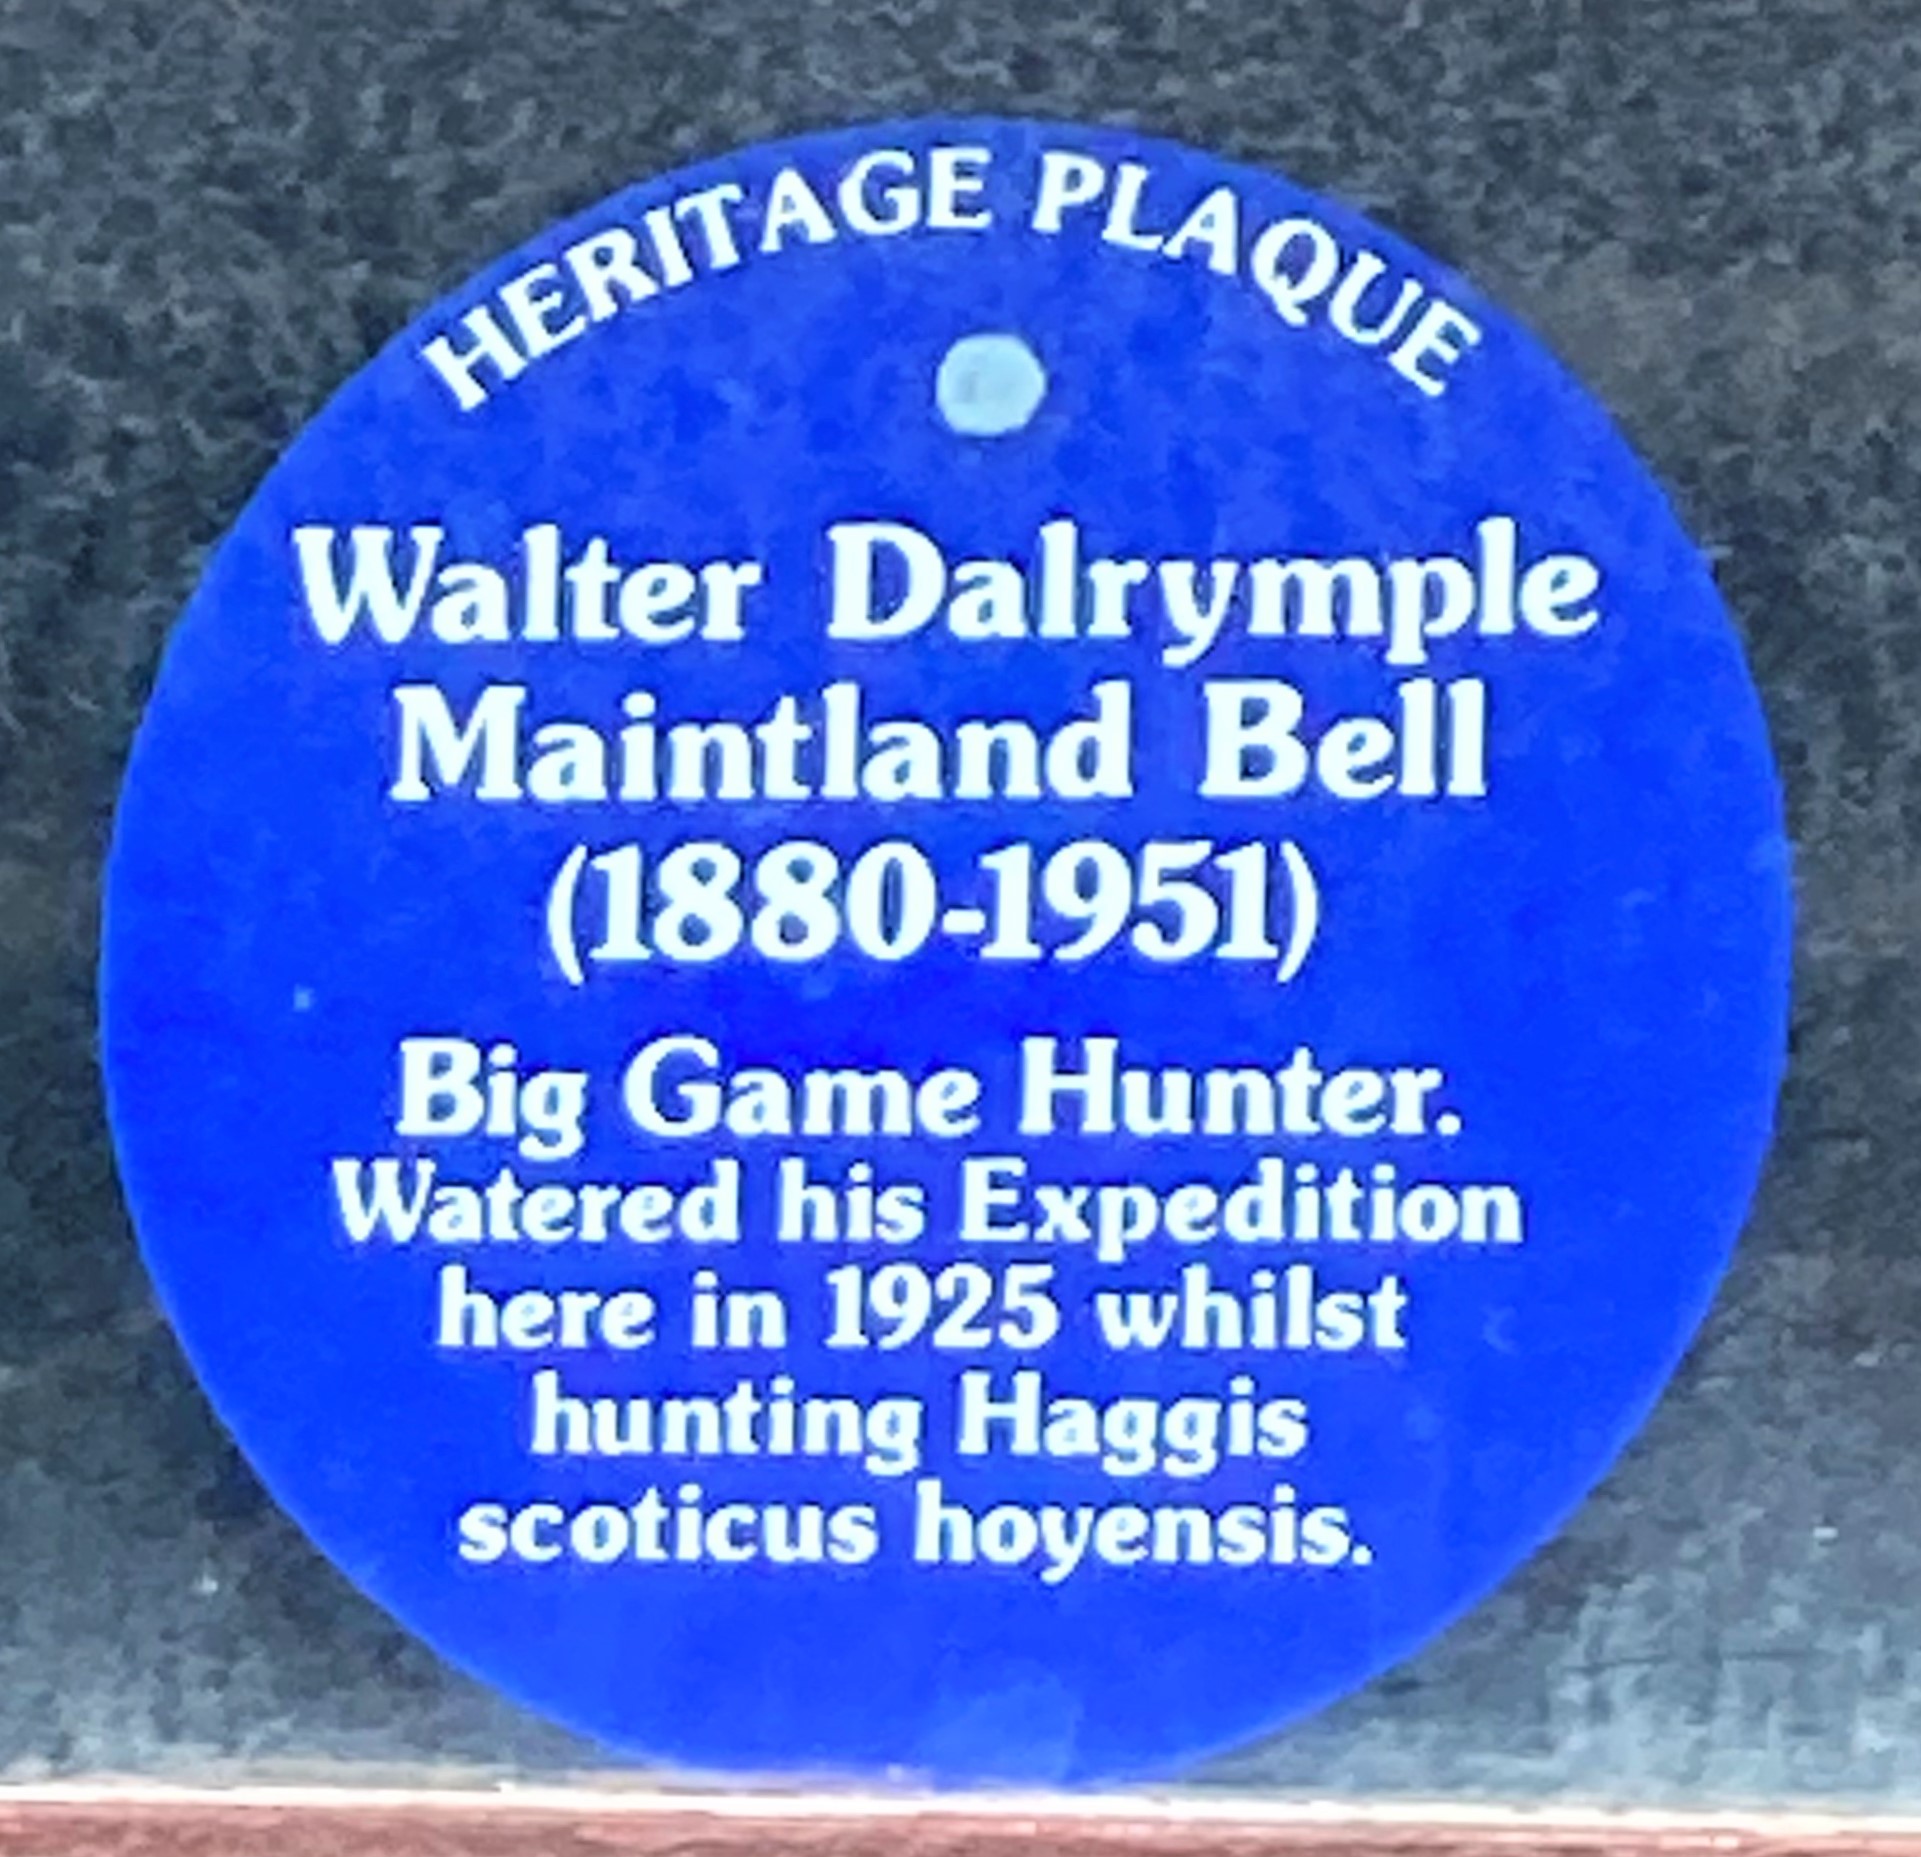 HERITAGE PLAQUE
Walter Dalrymple
Maintland Bell
(1880-1951)
Big Game Hunter.
Watered his Expedition
here in 1925 whilst
hunting Haggis
scoticus hoyensis.